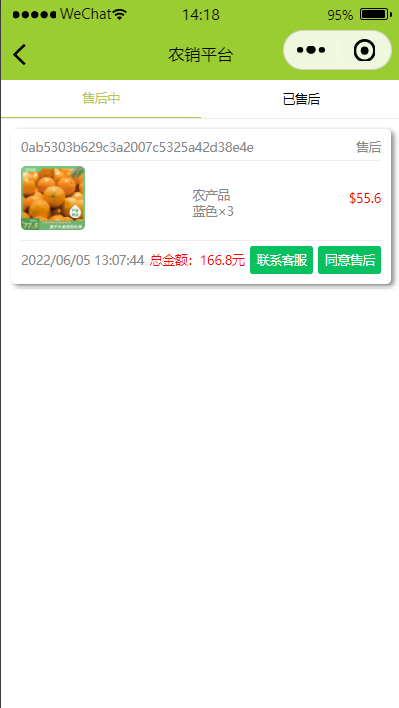 WeChat 14:18 95%
农销平台
售后中 已售后
0ab5303b629c3a2007c5325a42d38e4e 售后
农产品 $55.6
蓝色×3
77.5
2022/06/05 13:07:44 总金额：166.8元 联系客服 同意售后